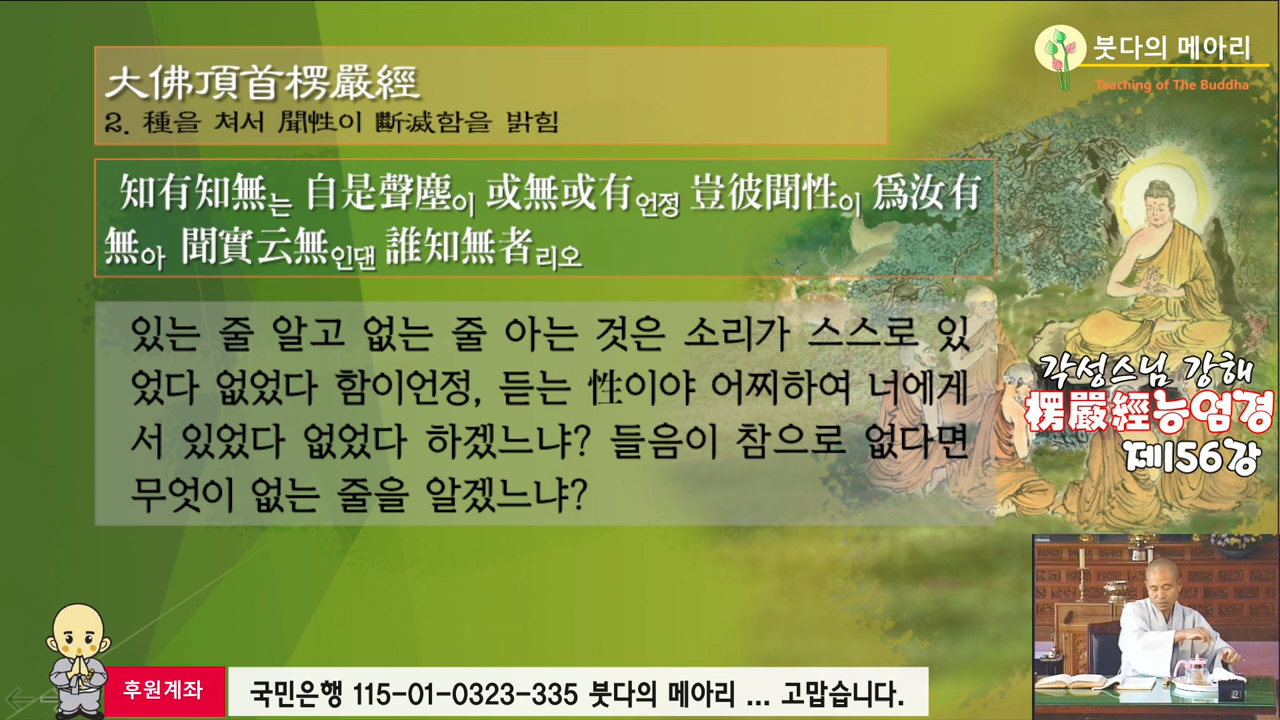 大佛頂首楞嚴經
2. 種을 쳐서 聞性이 斷滅함을 밝힘
知有知無는 自是聲塵이 或無或有언정 豈彼聞性이 爲汝有
無아 聞實云無인댄 誰知無者리오
있는 줄 알고 없는 줄 아는 것은 소리가 스스로 있
었다 없었다 함이언정, 듣는 性이야 어찌하여 너에게
서 있었다 없었다 하겠느냐? 들음이 참으로 없다면
무엇이 없는 줄을 알겠느냐?
붓다의 메아리
Teaching of The Buddha
각성스님 강해
楞嚴經능엄경
제156강
후원계좌
국민은행 115-01-0323-335 붓다의 메아리 ... 고맙습니다.